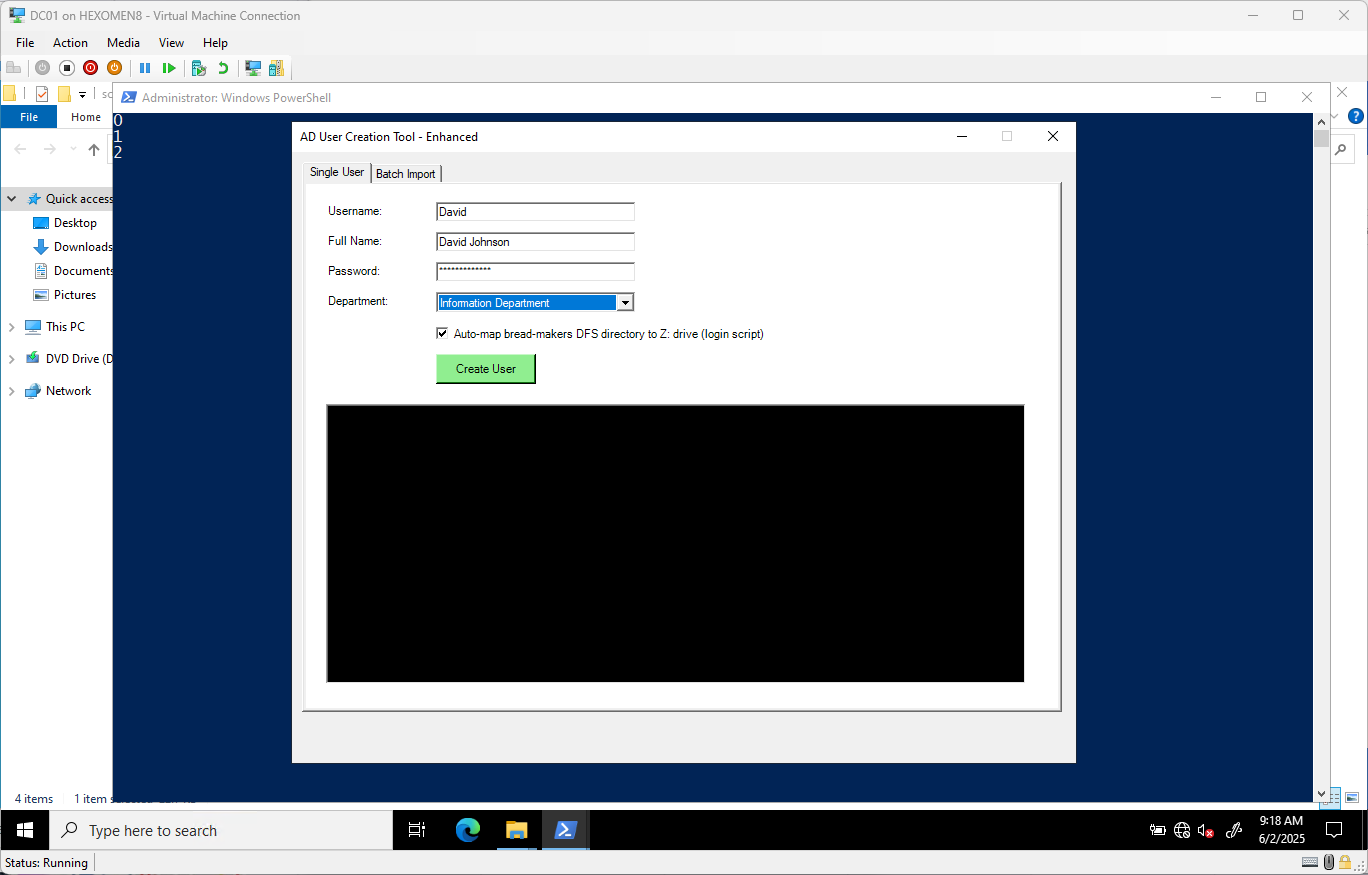 DC01 on HEXOMEN8 - Virtual Machine Connection
File Action Media View Help
Administrator: Windows PowerShell
File Home
0
1
2
AD User Creation Tool - Enhanced
Single User Batch Import
Username: David
Full Name: David Johnson
Password: *************
Department: Information Department
Auto-map bread-makers DFS directory to Z: drive (login script)
Create User
Quick access
Desktop
Downloads
Documents
Pictures
This PC
DVD Drive (D
Network
4 items 1 item
Type here to search
9:18 AM
6/2/2025
Status: Running